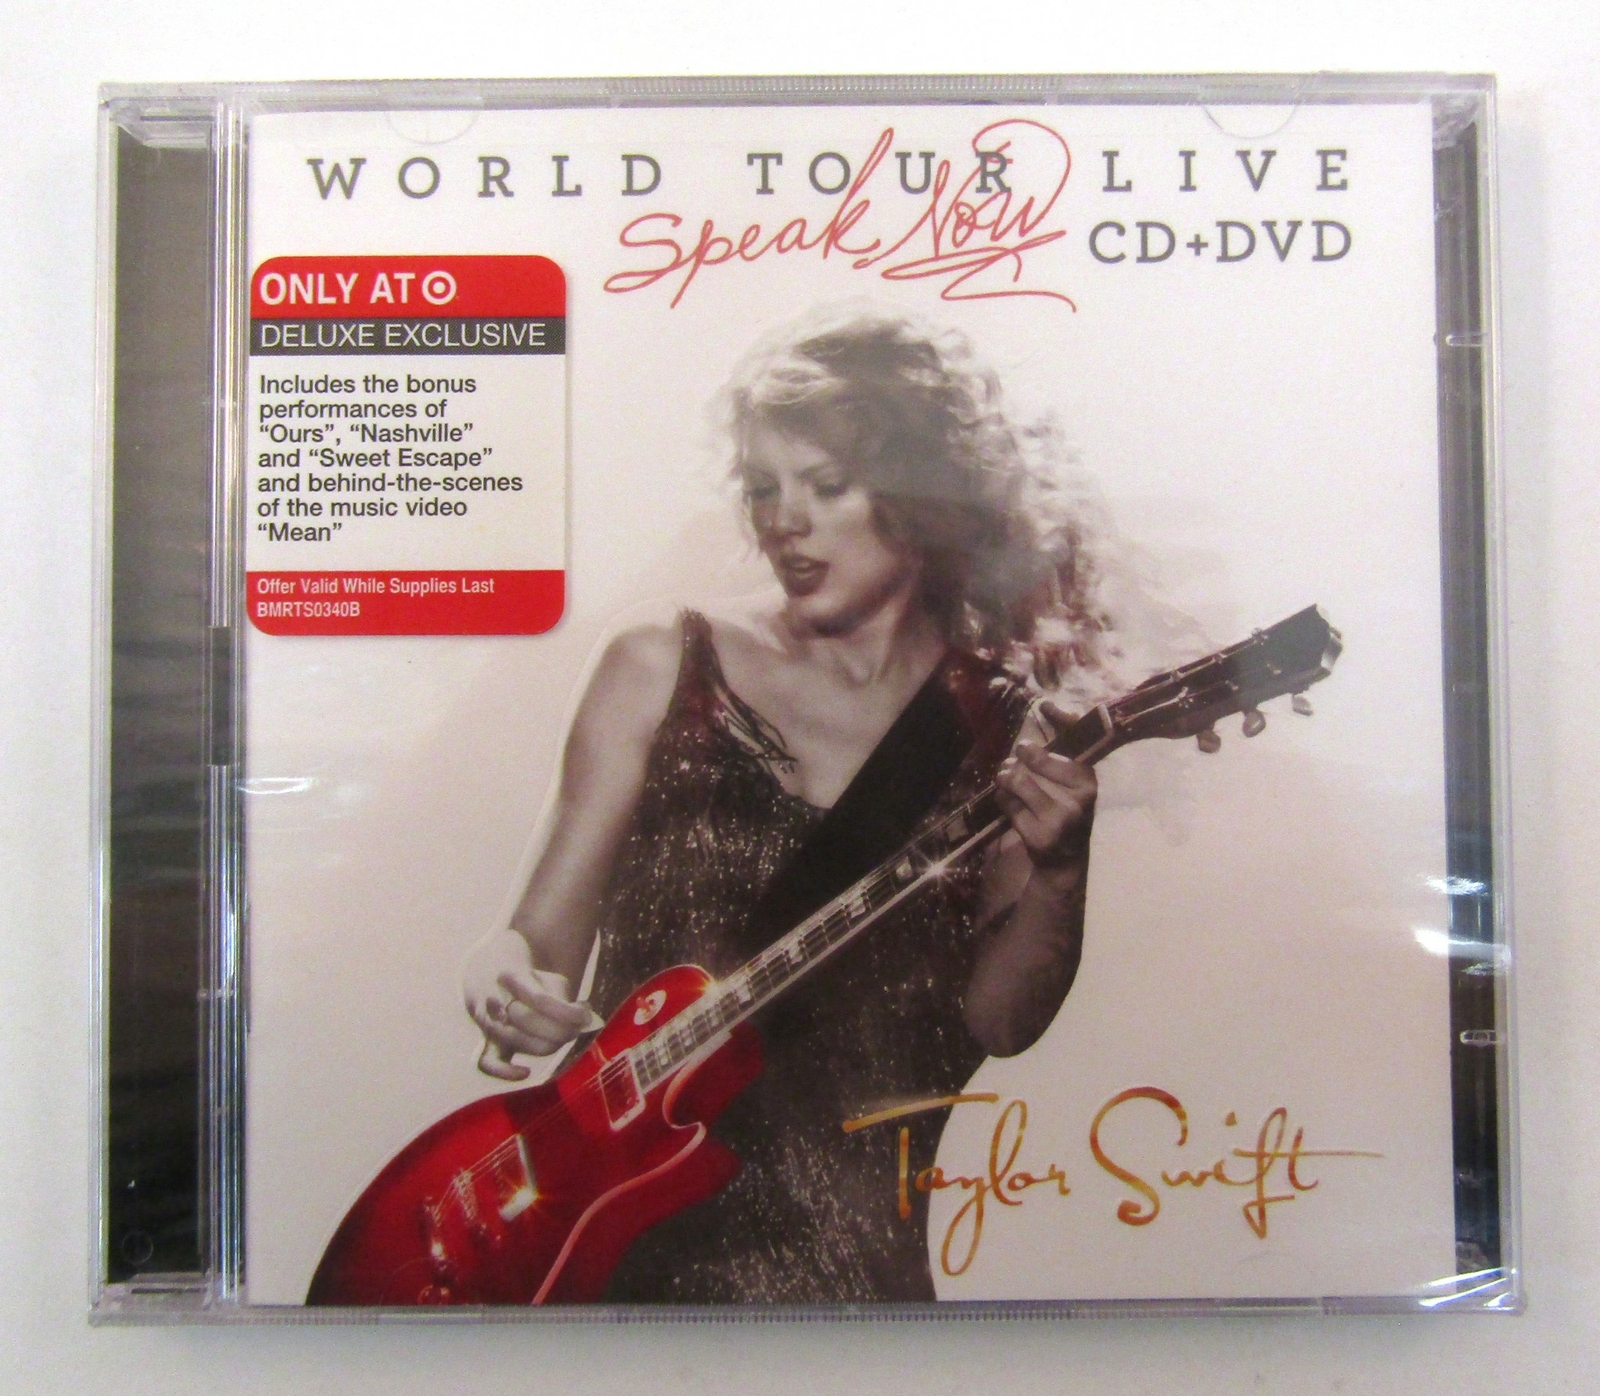 WORLD TOUR LIVE
Speak Now
CD+DVD
ONLY AT
DELUXE EXCLUSIVE
Includes the bonus
performances of
“Ours”, “Nashville”
and “Sweet Escape”
and behind-the-scenes
of the music video
“Mean”
Offer Valid While Supplies Last
BMRTS0340B
Taylor Swift